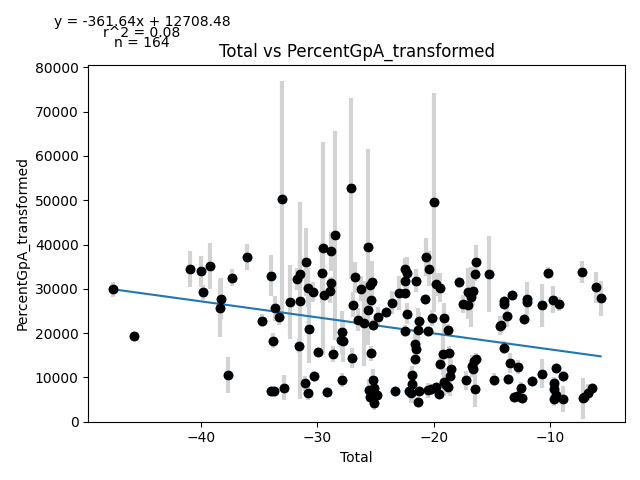 y = -361.64x + 12708.48
r^2 = 0.08
n = 164
Total vs PercentGpA_transformed
PercentGpA_transformed
80000
70000
60000
50000
40000
30000
20000
10000
0
−40
−30
−20
−10
Total